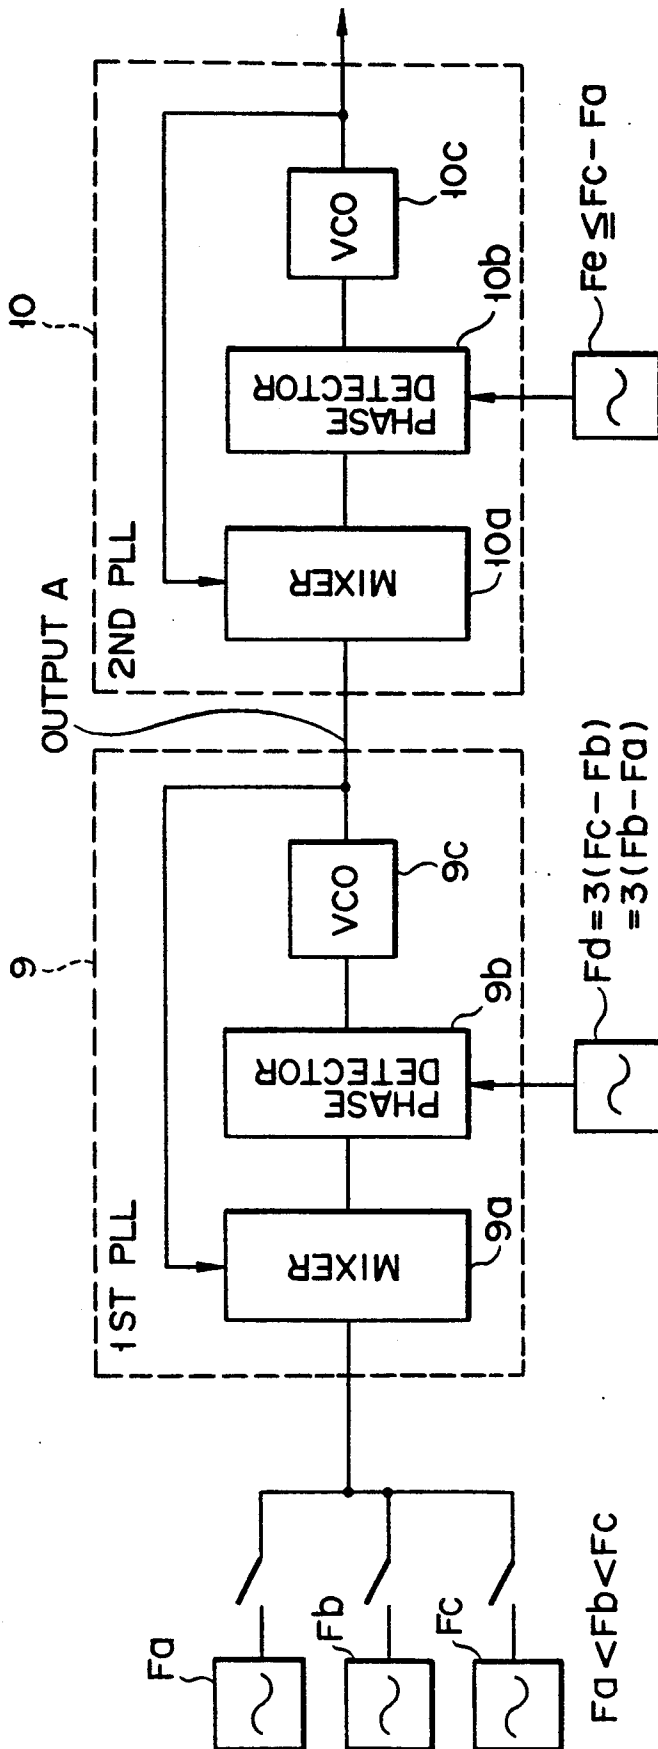 10
2ND PLL
MIXER
10a
PHASE
DETECTOR
10b
VCO
10c
Fe≦Fc-Fa
OUTPUT A
9
1ST PLL
MIXER
9a
PHASE
DETECTOR
9b
VCO
9c
Fd=3(Fc-Fb)
=3(Fb-Fa)
Fa
Fb
Fc
Fa<Fb<Fc